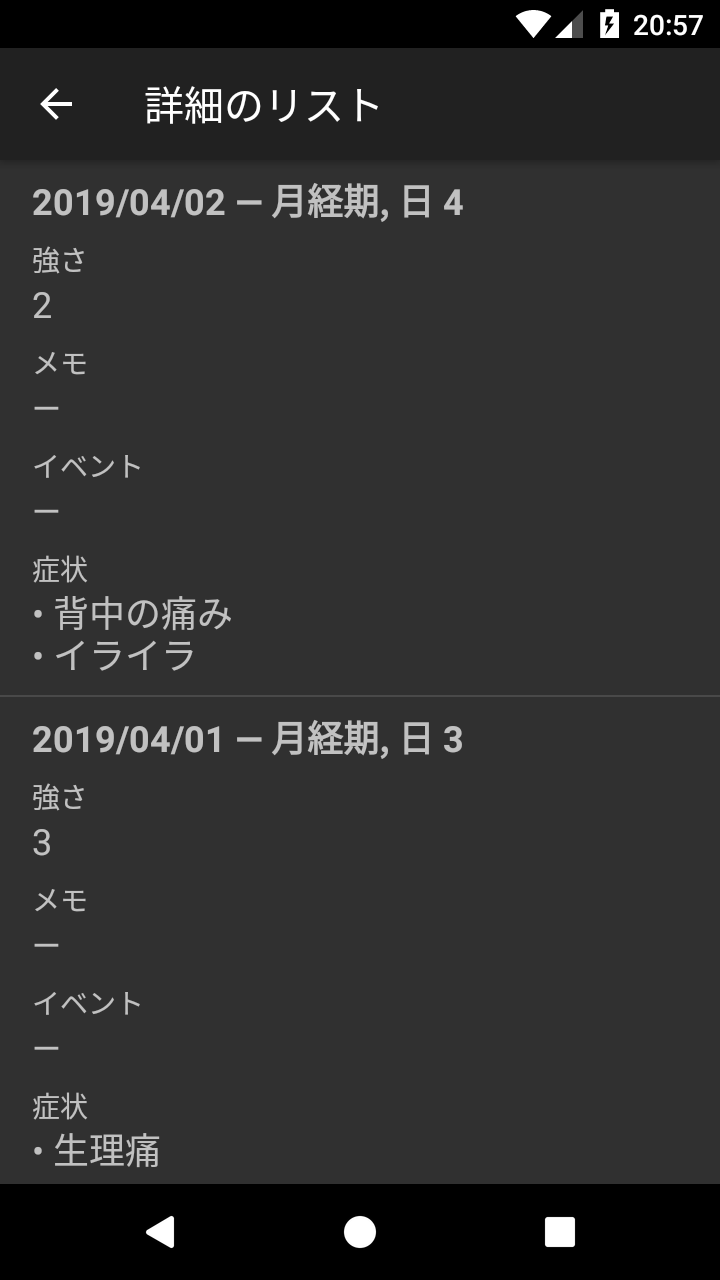 20:57
詳細のリスト
2019/04/02 — 月経期, 日 4
強さ
2
メモ
—
イベント
—
症状
• 背中の痛み
• イライラ
2019/04/01 — 月経期, 日 3
強さ
3
メモ
—
イベント
—
症状
• 生理痛